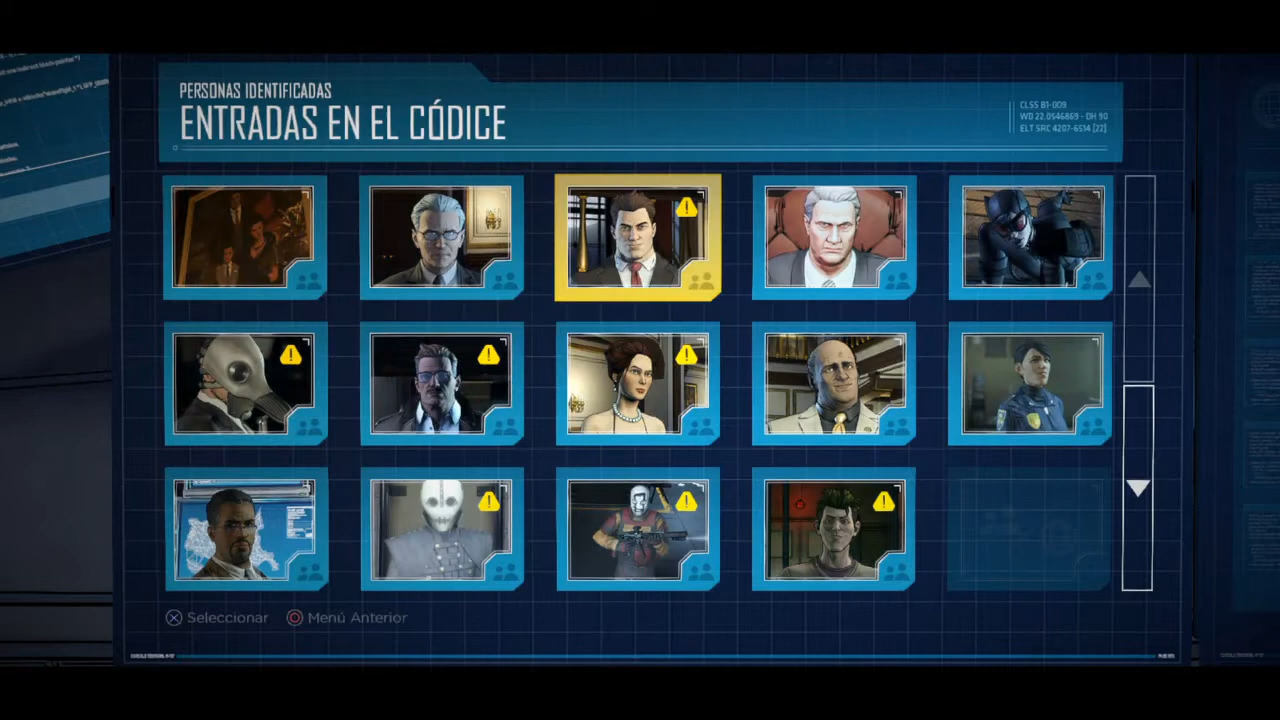 PERSONAS IDENTIFICADAS
ENTRADAS EN EL CÓDICE
CLSS B1-009
WD 22.0546869 - DH 90
ELT SRC 4207-6514 [22]
Seleccionar
Menú Anterior